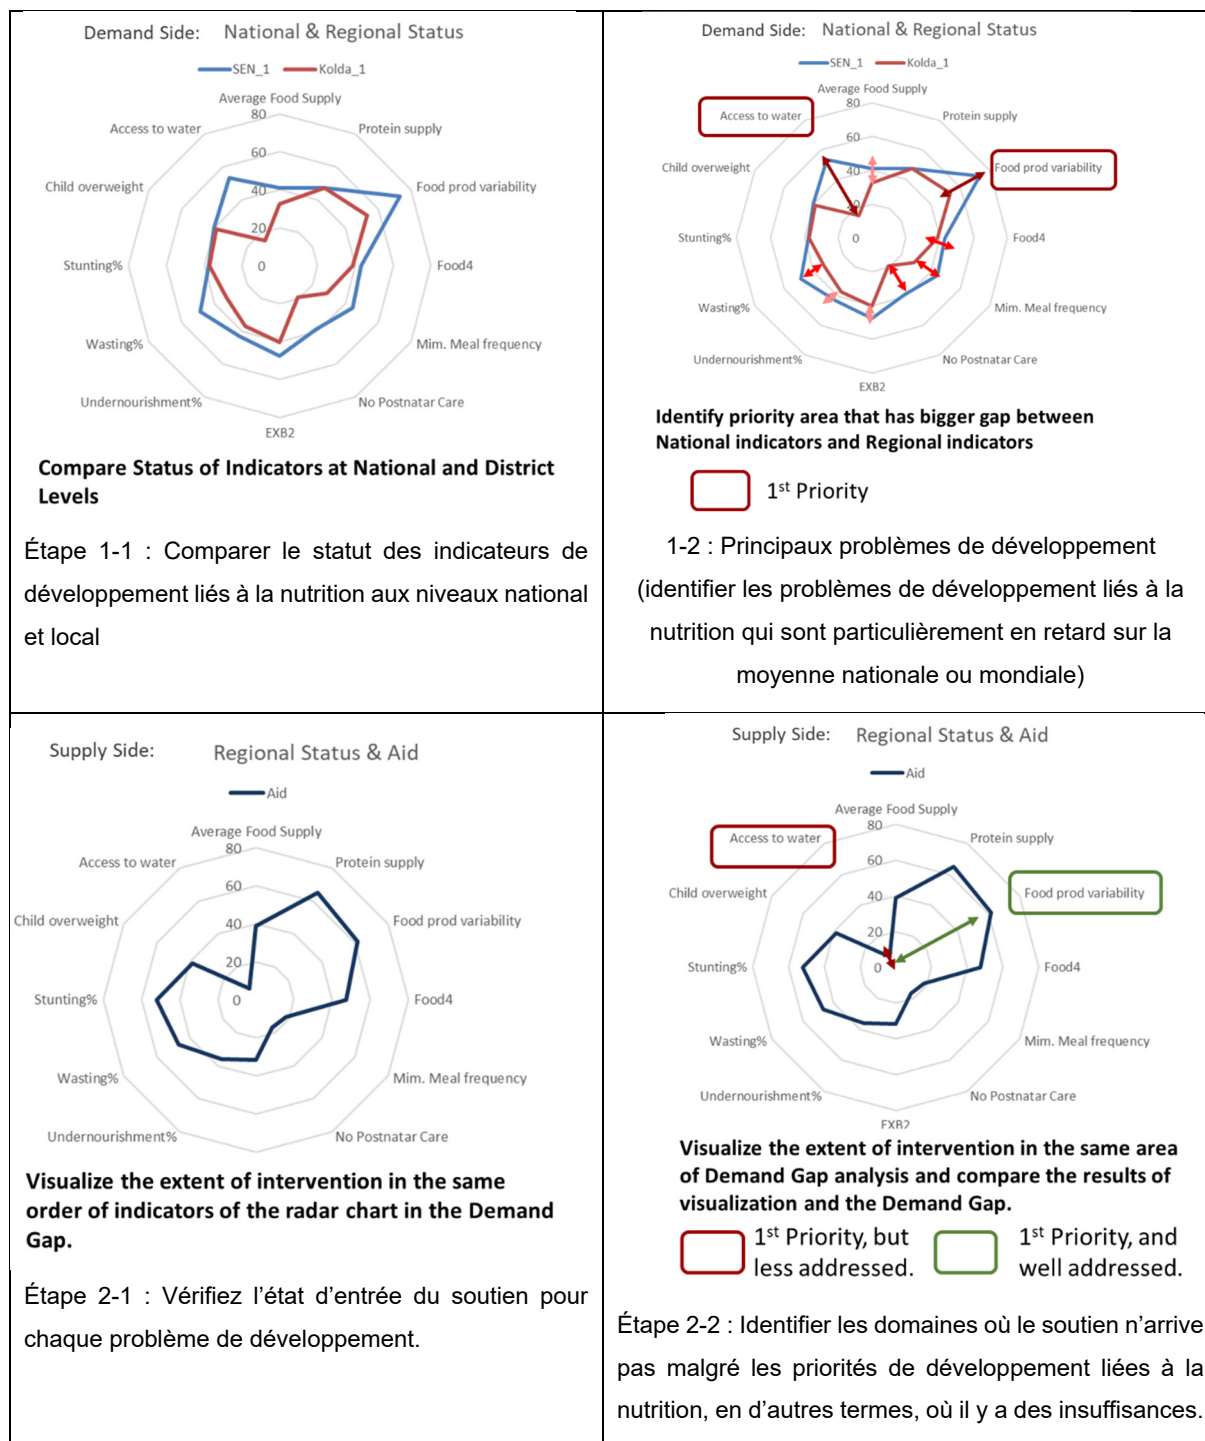 Demand Side: National & Regional Status
SEN_1 Kolda_1
Average Food Supply
Protein supply
Food prod variability
Food4
Mim. Meal frequency
No Postnatar Care
EXB2
Undernourishment%
Wasting%
Stunting%
Child overweight
Access to water
80
60
40
20
0
Compare Status of Indicators at National and District
Levels
Étape 1-1 : Comparer le statut des indicateurs de
développement liés à la nutrition aux niveaux national
et local
Demand Side: National & Regional Status
SEN_1 Kolda_1
Average Food Supply
Protein supply
Food prod variability
Food4
Mim. Meal frequency
No Postnatar Care
EXB2
Undernourishment%
Wasting%
Stunting%
Child overweight
Access to water
80
60
40
20
0
Identify priority area that has bigger gap between
National indicators and Regional indicators
1st Priority
1-2 : Principaux problèmes de développement
(identifier les problèmes de développement liés à la
nutrition qui sont particulièrement en retard sur la
moyenne nationale ou mondiale)
Supply Side: Regional Status & Aid
Aid
Average Food Supply
Protein supply
Food prod variability
Food4
Mim. Meal frequency
No Postnatar Care
Undernourishment%
Wasting%
Stunting%
Child overweight
Access to water
80
60
40
20
0
Visualize the extent of intervention in the same
order of indicators of the radar chart in the Demand
Gap.
Étape 2-1 : Vérifiez l’état d’entrée du soutien pour
chaque problème de développement.
Supply Side: Regional Status & Aid
Aid
Average Food Supply
Protein supply
Food prod variability
Food4
Mim. Meal frequency
No Postnatar Care
EXB2
Undernourishment%
Wasting%
Stunting%
Child overweight
Access to water
80
60
40
20
0
Visualize the extent of intervention in the same area
of Demand Gap analysis and compare the results of
visualization and the Demand Gap.
1st Priority, but
less addressed.
1st Priority, and
well addressed.
Étape 2-2 : Identifier les domaines où le soutien n’arrive
pas malgré les priorités de développement liées à la
nutrition, en d’autres termes, où il y a des insuffisances.